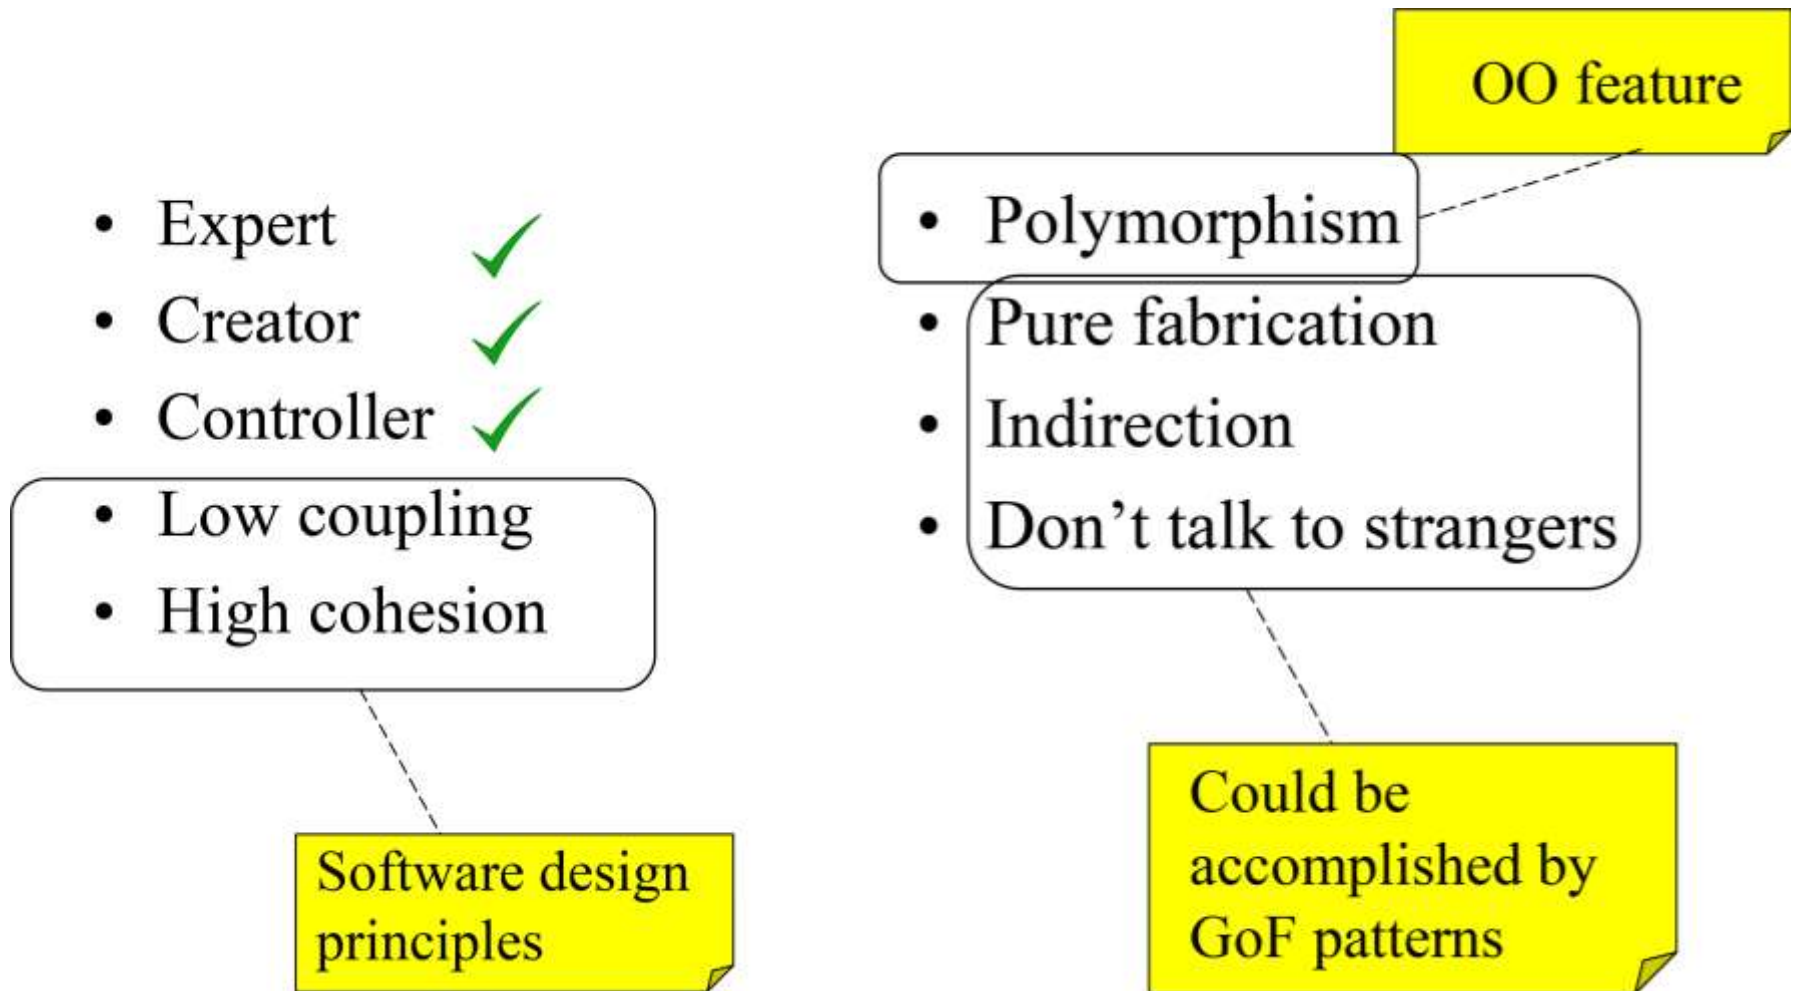 • Expert
• Creator
• Controller
• Low coupling
• High cohesion
Software design
principles
OO feature
• Polymorphism
• Pure fabrication
• Indirection
• Don’t talk to strangers
Could be
accomplished by
GoF patterns